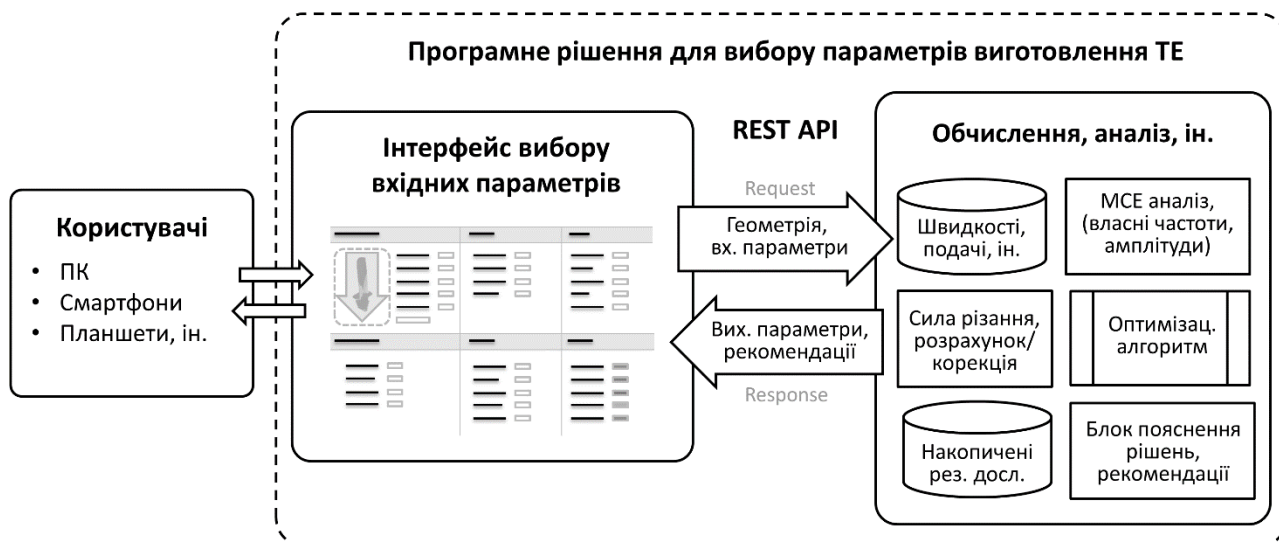 Програмне рішення для вибору параметрів виготовлення ТЕ
Користувачі
• ПК
• Смартфони
• Планшети, ін.
Інтерфейс вибору
вхідних параметрів
REST API
Request
Геометрія,
вх. параметри
Вих. параметри,
рекомендації
Response
Обчислення, аналіз, ін.
Швидкості,
подачі, ін.
МСЕ аналіз,
(власні частоти,
амплітуди)
Сила різання,
розрахунок/
корекція
Оптимізац.
алгоритм
Накопичені
рез. досл.
Блок пояснення
рішень,
рекомендації